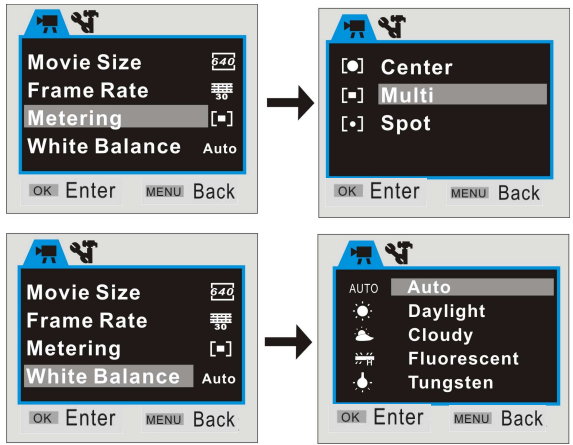 Movie Size 640
Frame Rate 30
Metering
White Balance Auto
OK Enter MENU Back
Center
Multi
Spot
OK Enter MENU Back
Movie Size 640
Frame Rate 30
Metering
White Balance Auto
OK Enter MENU Back
AUTO Auto
Daylight
Cloudy
Fluorescent
Tungsten
OK Enter MENU Back